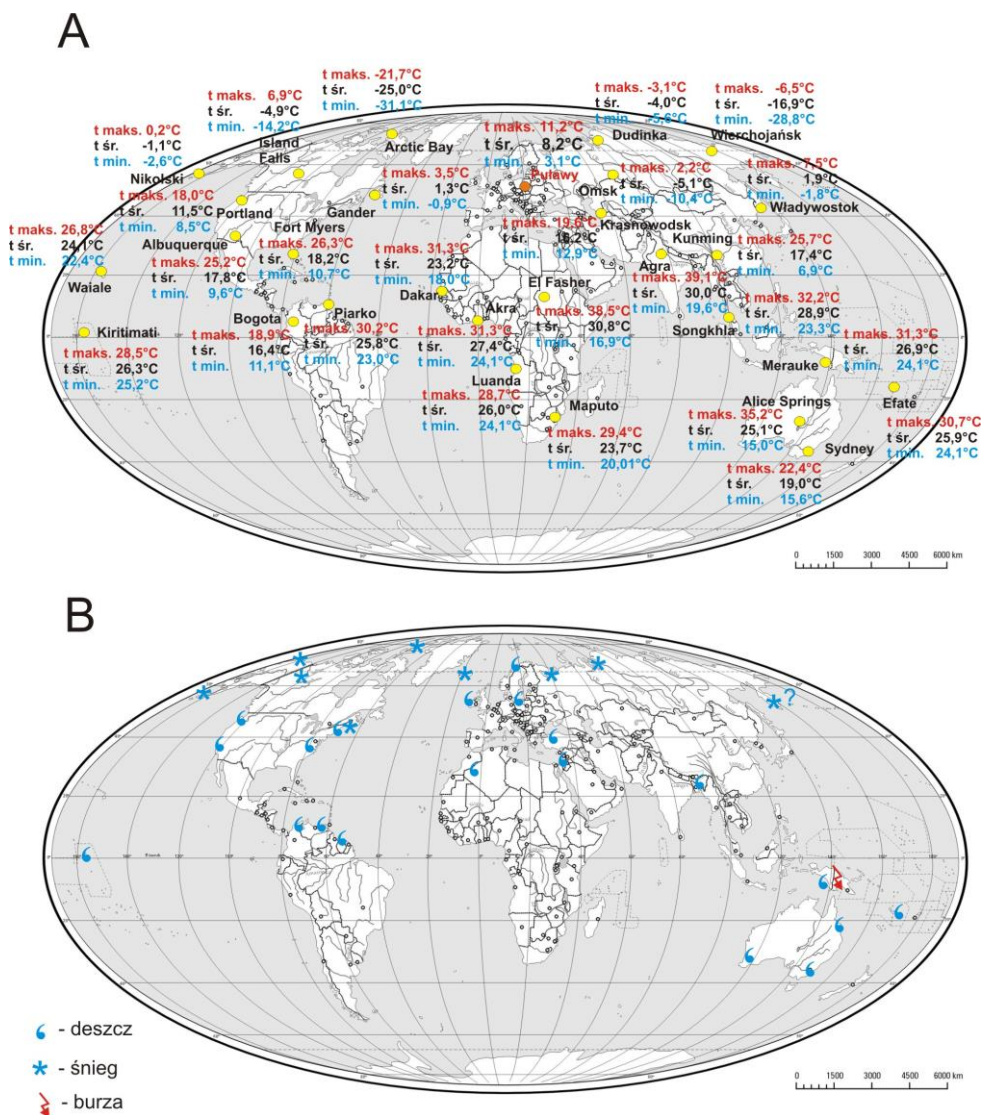 A
t maks. -21,7°C
t śr. -25,0°C
t min. -31,1°C
Arctic Bay
t maks. 6,9°C
t śr. -4,9°C
t min. -14,2°C
Island
Falls
t maks. 0,2°C
t śr. -1,1°C
t min. -2,6°C
Nikolski
t maks. -3,1°C
t śr. -4,0°C
t min. -5,6°C
Dudinka
t maks. -6,5°C
t śr. -16,9°C
t min. -28,8°C
Wierchojańsk
t maks. 11,2°C
t śr. 8,2°C
t min. 3,1°C
Puławy
t maks. 3,5°C
t śr. 1,3°C
t min. -0,9°C
Gander
t maks. 2,2°C
t śr. -5,1°C
t min. -10,4°C
Omsk
t maks. 7,5°C
t śr. 1,9°C
t min. -1,8°C
Władywostok
t maks. 18,0°C
t śr. 11,5°C
t min. 8,5°C
Portland
Fort Myers
t maks. 26,3°C
t śr. 18,2°C
t min. 10,7°C
Albuquerque
t maks. 25,2°C
t śr. 17,8°C
t min. 9,6°C
t maks. 26,8°C
t śr. 24,1°C
t min. 22,4°C
Waiale
t maks. 19,6°C
t śr. 16,2°C
t min. 12,9°C
Krasnowodsk
Kunming
t maks. 25,7°C
t śr. 17,4°C
t min. 6,9°C
t maks. 31,3°C
t śr. 23,2°C
t min. 18,0°C
Dakar
Agra
t maks. 39,1°C
t śr. 30,0°C
t min. 19,6°C
El Fasher
t maks. 38,5°C
t śr. 30,8°C
t min. 16,9°C
Songkhla
t maks. 32,2°C
t śr. 28,9°C
t min. 23,3°C
Kiritimati
t maks. 28,5°C
t śr. 26,3°C
t min. 25,2°C
Bogota
t maks. 18,9°C
t śr. 16,4°C
t min. 11,1°C
Piarko
t maks. 30,2°C
t śr. 25,8°C
t min. 23,0°C
Akra
t maks. 31,3°C
t śr. 27,4°C
t min. 24,1°C
Luanda
t maks. 28,7°C
t śr. 26,0°C
t min. 24,1°C
Maputo
t maks. 29,4°C
t śr. 23,7°C
t min. 20,01°C
Merauke
t maks. 31,3°C
t śr. 26,9°C
t min. 24,1°C
Alice Springs
t maks. 35,2°C
t śr. 25,1°C
t min. 15,0°C
Efate
t maks. 30,7°C
t śr. 25,9°C
t min. 24,1°C
Sydney
t maks. 22,4°C
t śr. 19,0°C
t min. 15,6°C
0 1500 3000 4500 6000 km
B
?
- deszcz
- śnieg
- burza
0 1500 3000 4500 6000 km